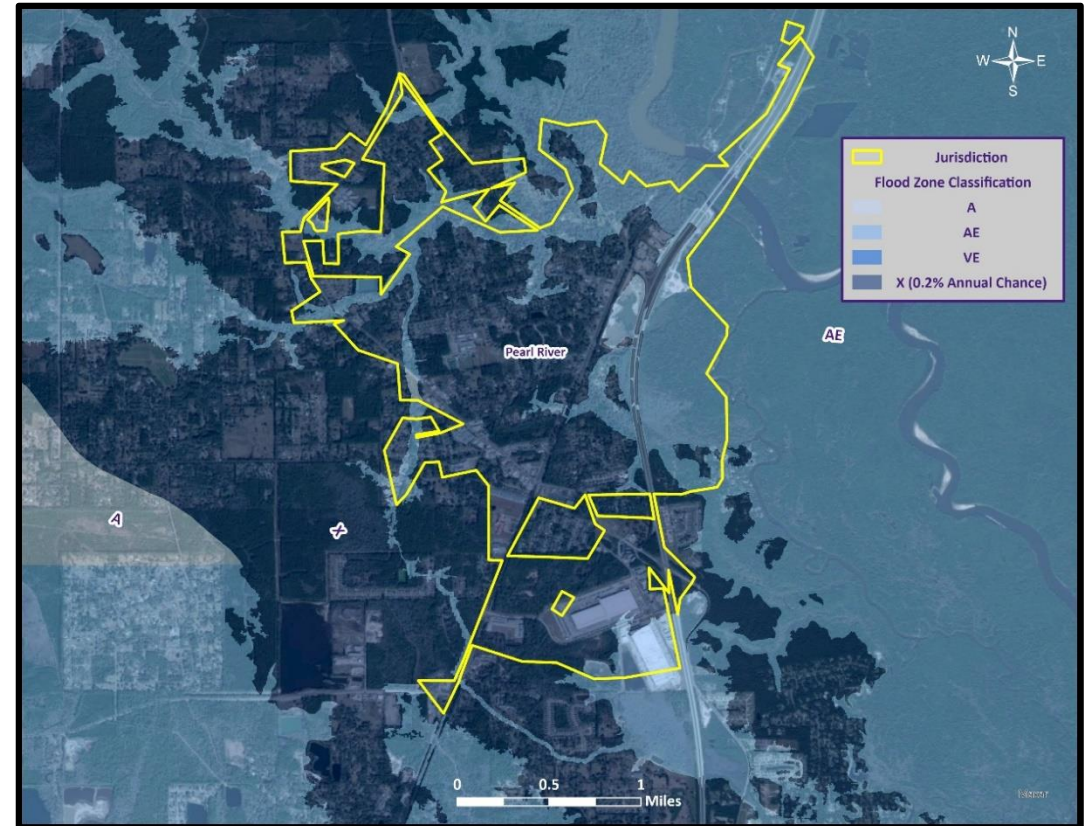 N
W E
S
Jurisdiction
Flood Zone Classification
A
AE
VE
X (0.2% Annual Chance)
AE
Pearl River
A
X
0 0.5 1
Miles